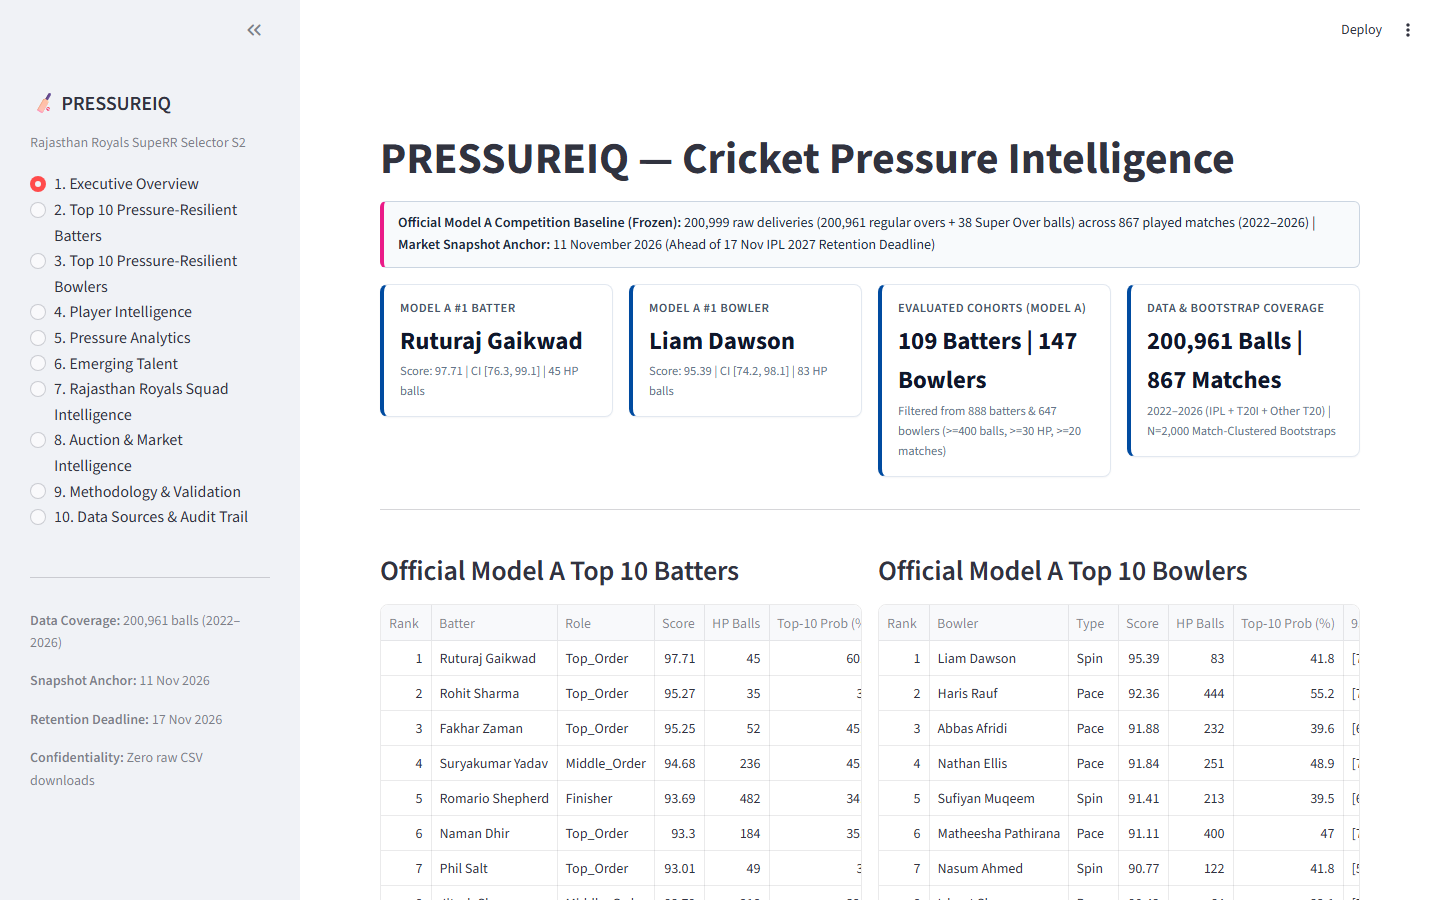 Deploy
PRESSUREIQ
Rajasthan Royals SupeRR Selector S2
1. Executive Overview
2. Top 10 Pressure-Resilient
Batters
3. Top 10 Pressure-Resilient
Bowlers
4. Player Intelligence
5. Pressure Analytics
6. Emerging Talent
7. Rajasthan Royals Squad
Intelligence
8. Auction & Market
Intelligence
9. Methodology & Validation
10. Data Sources & Audit Trail
Data Coverage: 200,961 balls (2022–
2026)
Snapshot Anchor: 11 Nov 2026
Retention Deadline: 17 Nov 2026
Confidentiality: Zero raw CSV
downloads
PRESSUREIQ — Cricket Pressure Intelligence
Official Model A Competition Baseline (Frozen): 200,999 raw deliveries (200,961 regular overs + 38 Super Over balls) across 867 played matches (2022–2026) |
Market Snapshot Anchor: 11 November 2026 (Ahead of 17 Nov IPL 2027 Retention Deadline)
MODEL A #1 BATTER
Ruturaj Gaikwad
Score: 97.71 | CI [76.3, 99.1] | 45 HP
balls
MODEL A #1 BOWLER
Liam Dawson
Score: 95.39 | CI [74.2, 98.1] | 83 HP
balls
EVALUATED COHORTS (MODEL A)
109 Batters | 147
Bowlers
Filtered from 888 batters & 647
bowlers (>=400 balls, >=30 HP, >=20
matches)
DATA & BOOTSTRAP COVERAGE
200,961 Balls |
867 Matches
2022–2026 (IPL + T20I + Other T20) |
N=2,000 Match-Clustered Bootstraps
Official Model A Top 10 Batters
Rank Batter Role Score HP Balls Top-10 Prob (%
1 Ruturaj Gaikwad Top_Order 97.71 45 60
2 Rohit Sharma Top_Order 95.27 35 3
3 Fakhar Zaman Top_Order 95.25 52 45
4 Suryakumar Yadav Middle_Order 94.68 236 45
5 Romario Shepherd Finisher 93.69 482 34
6 Naman Dhir Top_Order 93.3 184 35
7 Phil Salt Top_Order 93.01 49 3
Official Model A Top 10 Bowlers
Rank Bowler Type Score HP Balls Top-10 Prob (%) 9
1 Liam Dawson Spin 95.39 83 41.8 [7
2 Haris Rauf Pace 92.36 444 55.2 [7
3 Abbas Afridi Pace 91.88 232 39.6 [6
4 Nathan Ellis Pace 91.84 251 48.9 [7
5 Sufiyan Muqeem Spin 91.41 213 39.5 [6
6 Matheesha Pathirana Pace 91.11 400 47 [7
7 Nasum Ahmed Spin 90.77 122 41.8 [5